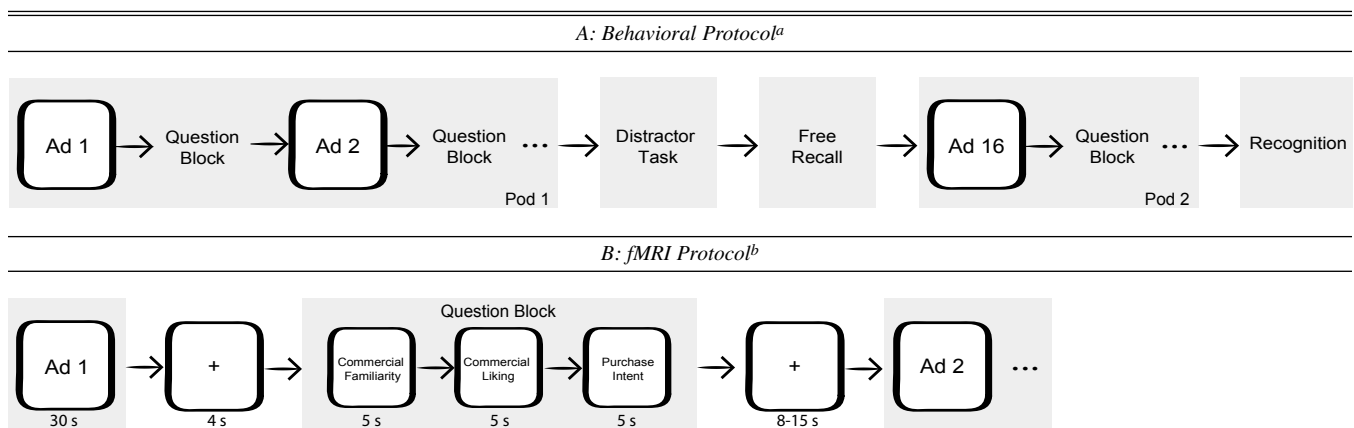 A: Behavioral Protocolᵃ
Ad 1
Question
Block
Ad 2
Question
Block
...
Pod 1
Distractor
Task
Free
Recall
Ad 16
Question
Block
...
Pod 2
Recognition
B: fMRI Protocolᵇ
Ad 1
30 s
+
4 s
Question Block
Commercial
Familiarity
5 s
Commercial
Liking
5 s
Purchase
Intent
5 s
+
8-15 s
Ad 2
...